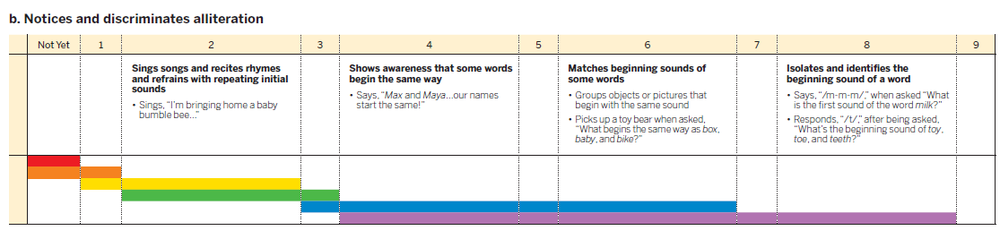 b. Notices and discriminates alliteration
Not Yet 1 2 3 4 5 6 7 8 9
Sings songs and recites rhymes
and refrains with repeating initial
sounds
• Sings, “I’m bringing home a baby
bumble bee...”
Shows awareness that some words
begin the same way
• Says, “Max and Maya...our names
start the same!”
Matches beginning sounds of
some words
• Groups objects or pictures that
begin with the same sound
• Picks up a toy bear when asked,
“What begins the same way as box,
baby, and bike?”
Isolates and identifies the
beginning sound of a word
• Says, “/m-m-m/,” when asked “What
is the first sound of the word milk?”
• Responds, “/t/,” after being asked,
“What’s the beginning sound of toy,
toe, and teeth?”